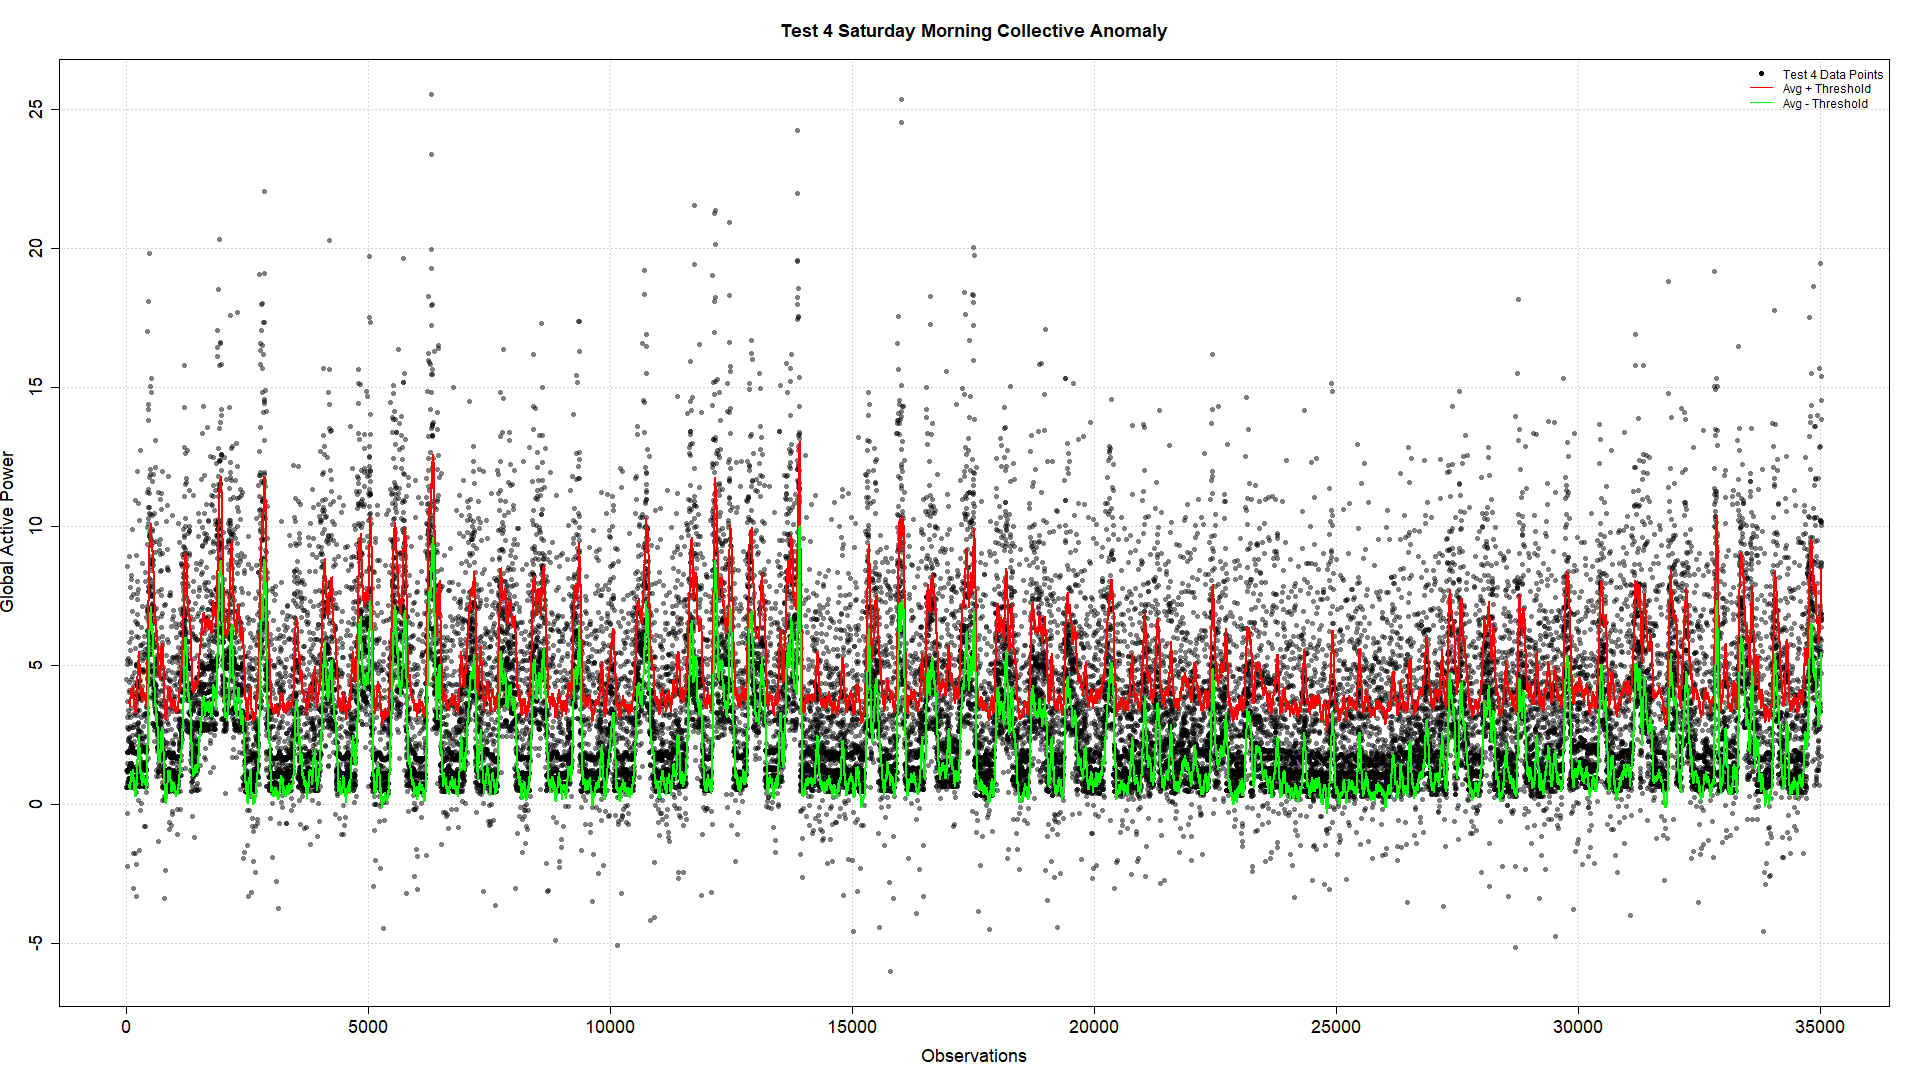 Test 4 Saturday Morning Collective Anomaly
Test 4 Data Points
Avg + Threshold
Avg - Threshold
25
20
15
10
5
0
-5
Global Active Power
0 5000 10000 15000 20000 25000 30000 35000
Observations